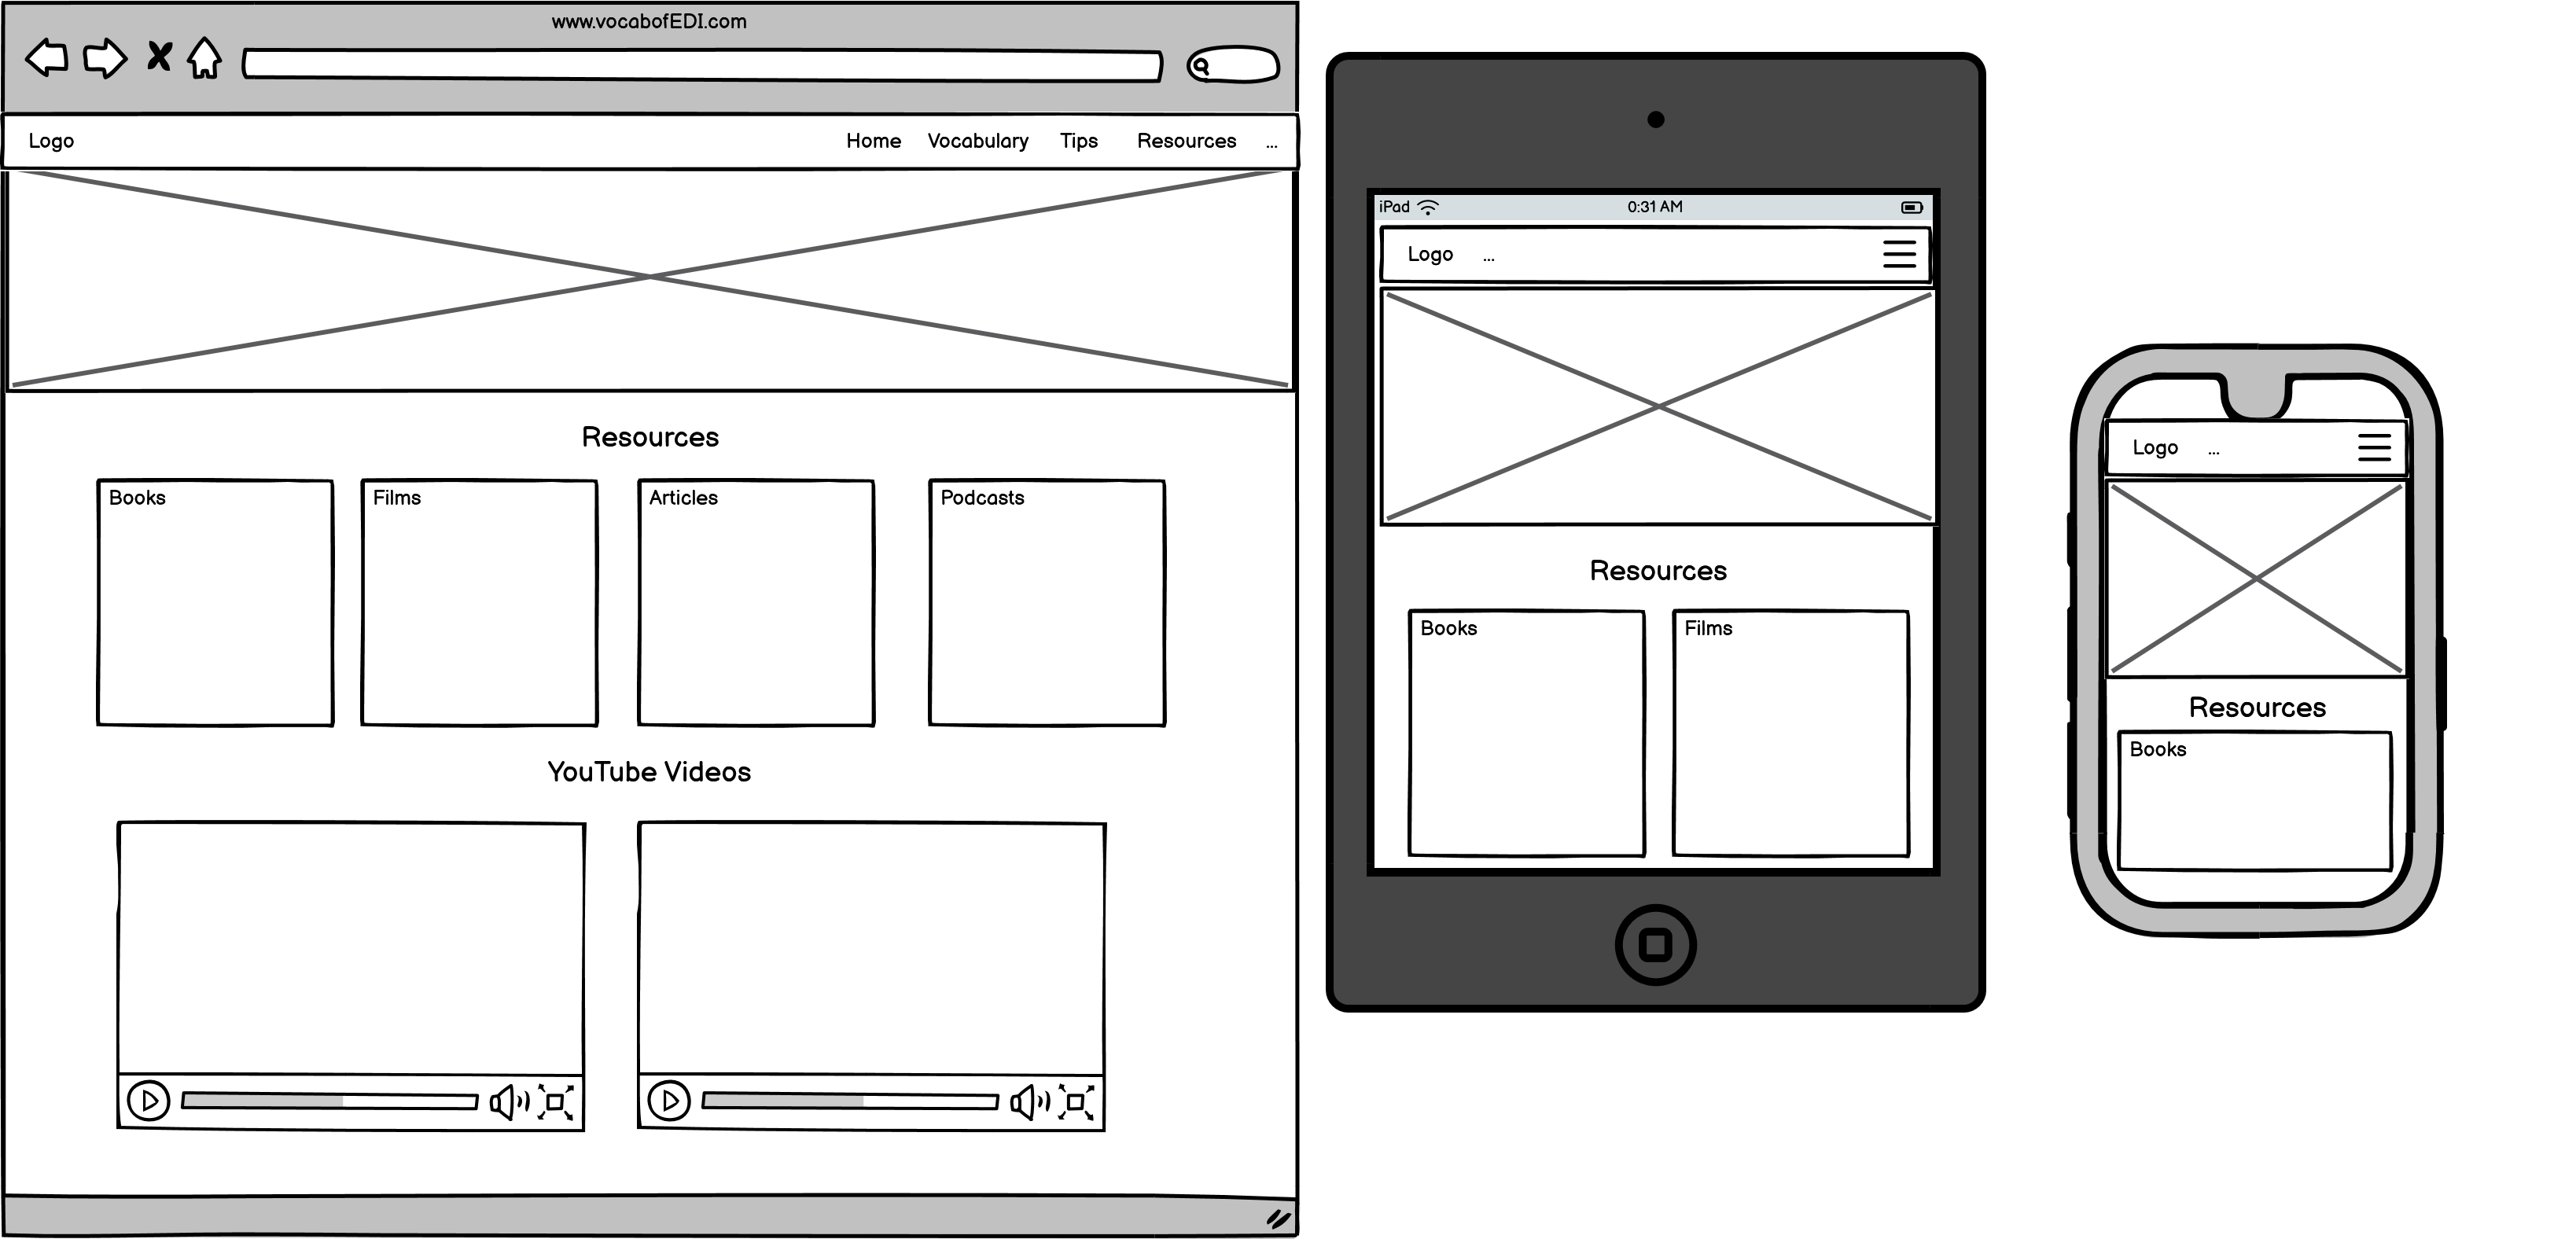 www.vocabofEDI.com
Logo Home Vocabulary Tips Resources ...
Resources
Books Films Articles Podcasts
YouTube Videos
iPad 0:31 AM
Logo ...
Resources
Books Films
Logo ...
Resources
Books